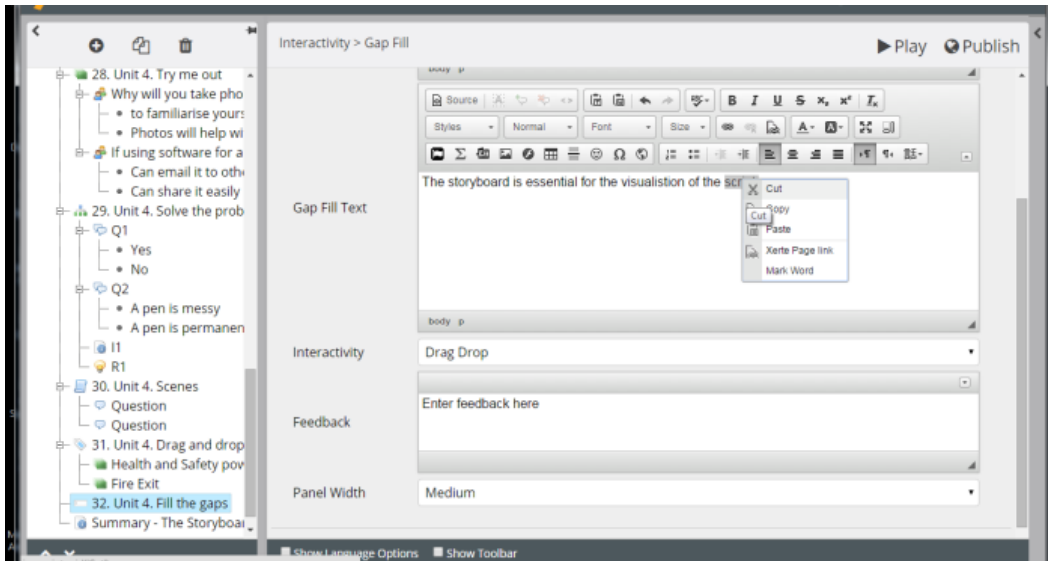 Interactivity > Gap Fill
Play
Publish
28. Unit 4. Try me out
Why will you take pho
to familiarise yours
Photos will help wi
If using software for a
Can email it to othe
Can share it easily
29. Unit 4. Solve the prob
Q1
Yes
No
Q2
A pen is messy
A pen is permanen
I1
R1
30. Unit 4. Scenes
Question
Question
31. Unit 4. Drag and drop
Health and Safety pow
Fire Exit
32. Unit 4. Fill the gaps
Summary - The Storyboar
body p
Source
Styles
Normal
Font
Size
Gap Fill Text
The storyboard is essential for the visualistion of the
Cut
Copy
Cut
Paste
Xerte Page link
Mark Word
body p
Interactivity
Drag Drop
Feedback
Enter feedback here
Panel Width
Medium
Show Language Options
Show Toolbar